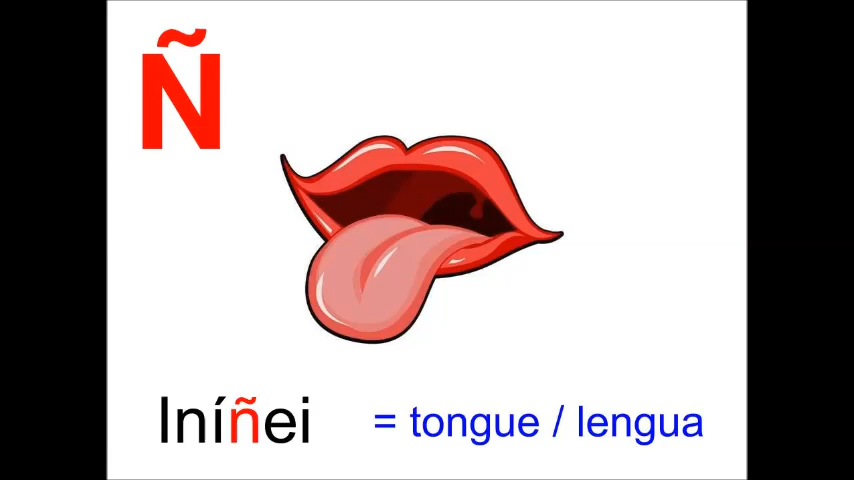 Ñ
Iníñei = tongue / lengua